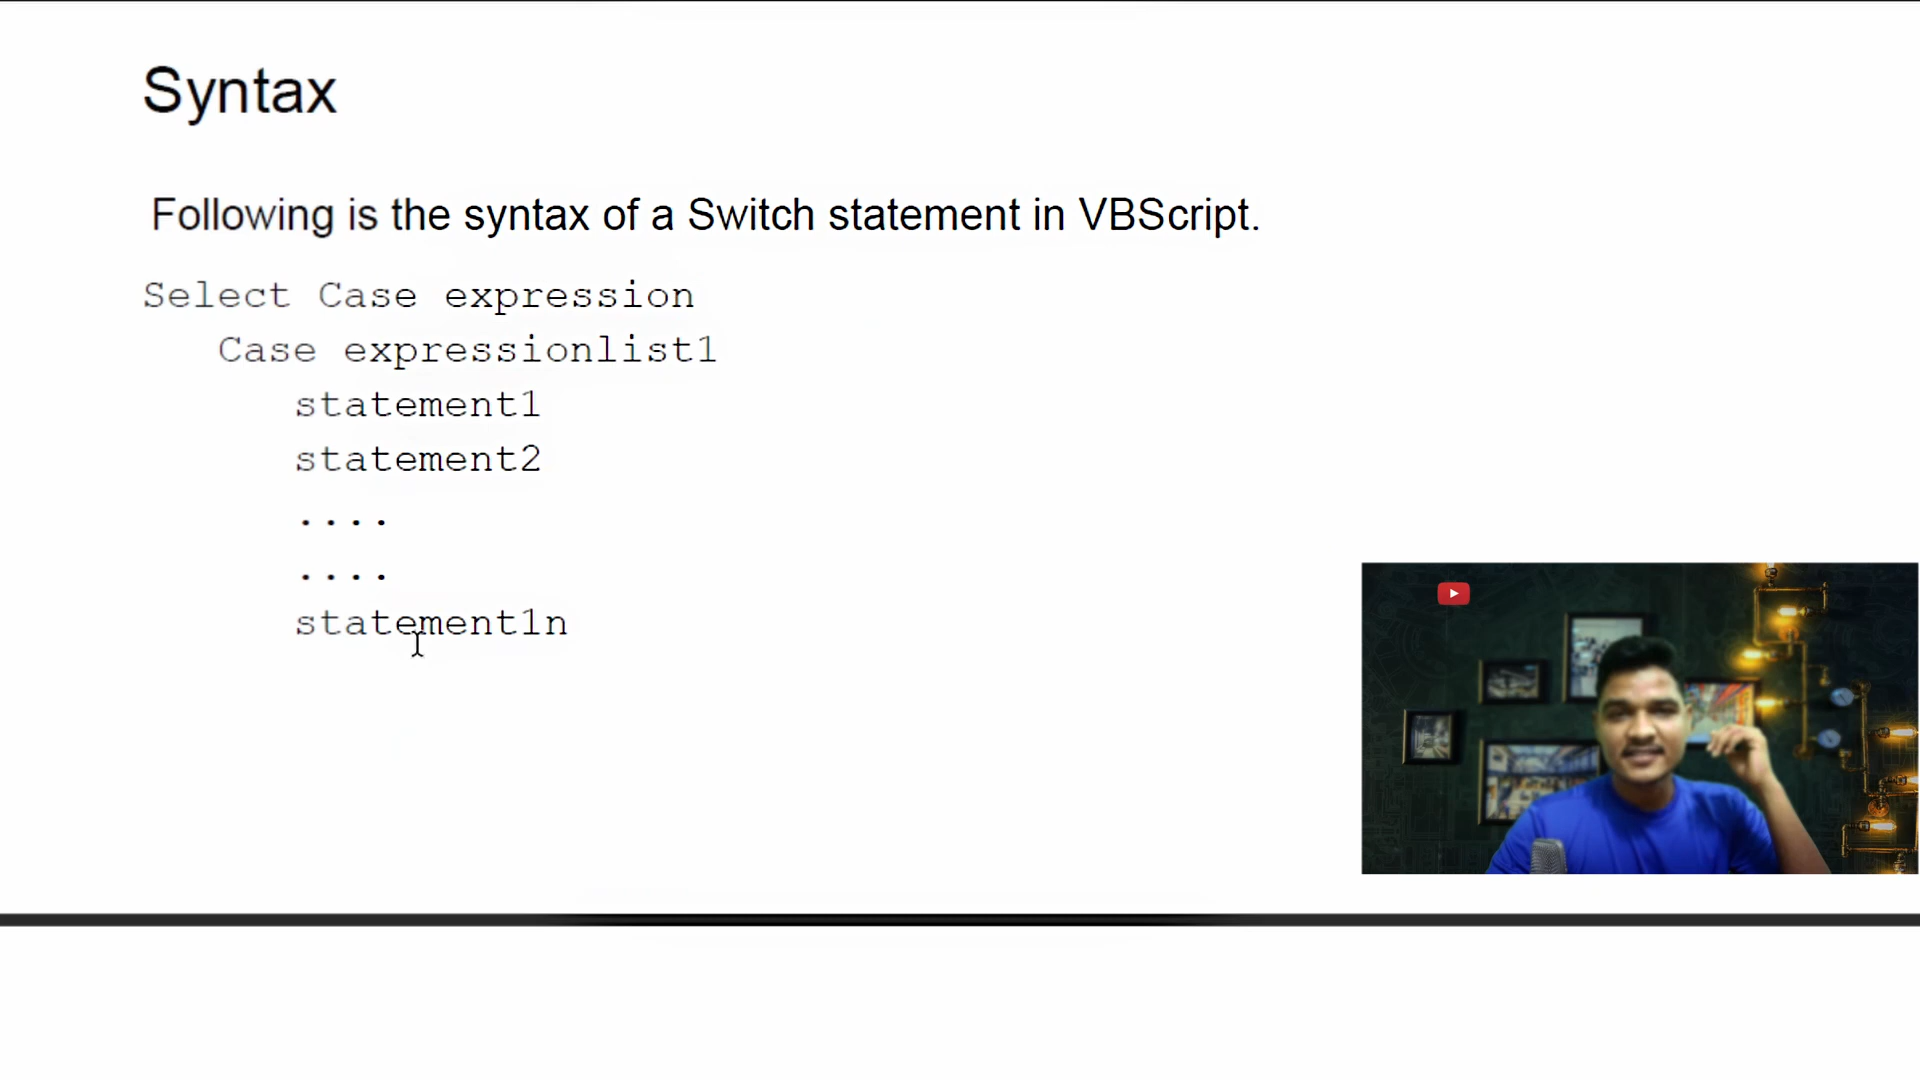 Syntax
Following is the syntax of a Switch statement in VBScript.
Select Case expression
Case expressionlist1
statement1
statement2
....
....
statement1n